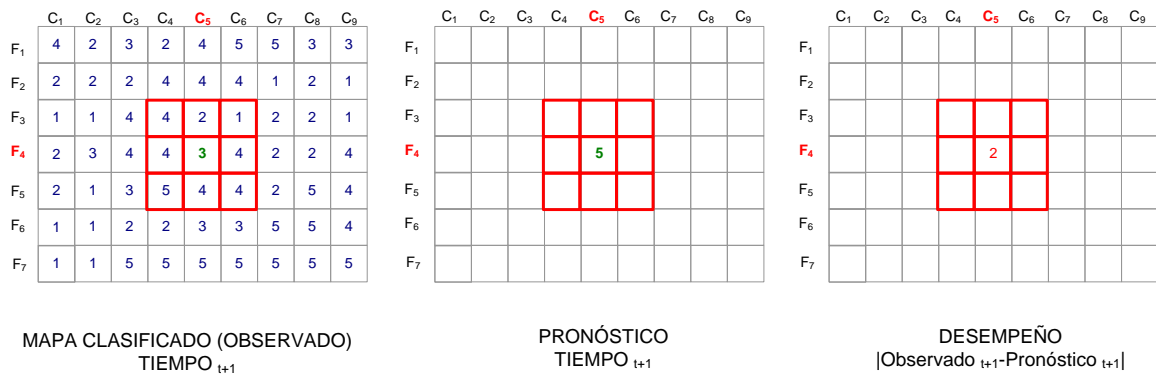 C1 C2 C3 C4 C5 C6 C7 C8 C9
F1 4 2 3 2 4 5 5 3 3
F2 2 2 2 4 4 4 1 2 1
F3 1 1 4 4 2 1 2 2 1
F4 2 3 4 4 3 4 2 2 4
F5 2 1 3 5 4 4 2 5 4
F6 1 1 2 2 3 3 5 5 4
F7 1 1 5 5 5 5 5 5 5
MAPA CLASIFICADO (OBSERVADO)
TIEMPO t+1
C1 C2 C3 C4 C5 C6 C7 C8 C9
F1
F2
F3
F4 5
F5
F6
F7
PRONÓSTICO
TIEMPO t+1
C1 C2 C3 C4 C5 C6 C7 C8 C9
F1
F2
F3
F4 2
F5
F6
F7
DESEMPEÑO
|Observado t+1-Pronóstico t+1|